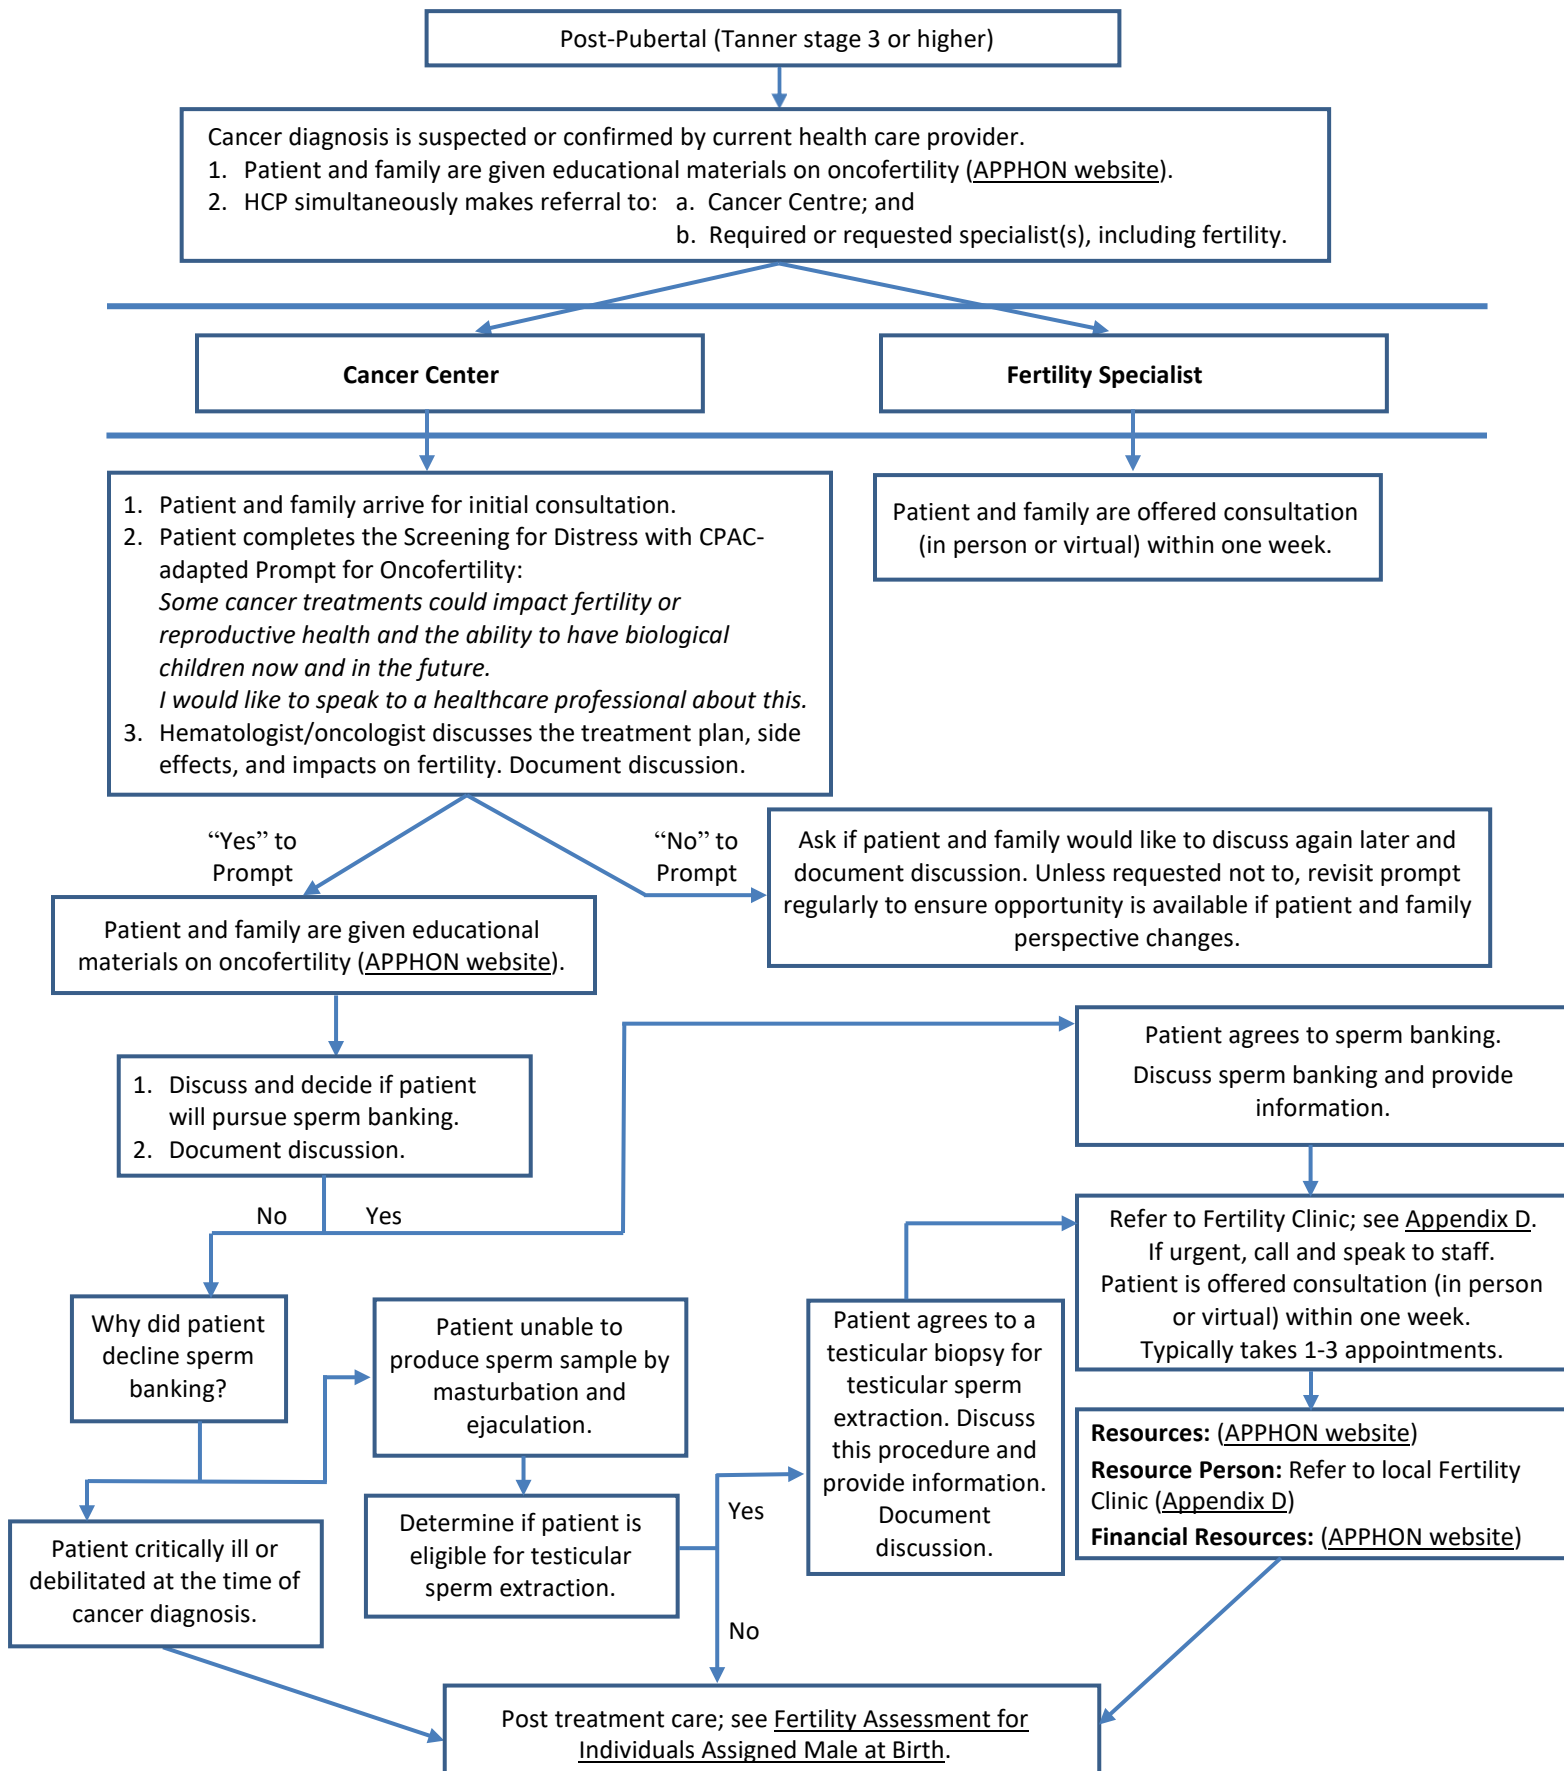 Post-Pubertal (Tanner stage 3 or higher)
Cancer diagnosis is suspected or confirmed by current health care provider.
1. Patient and family are given educational materials on oncofertility (APPHON website).
2. HCP simultaneously makes referral to: a. Cancer Centre; and
b. Required or requested specialist(s), including fertility.
Cancer Center
Fertility Specialist
1. Patient and family arrive for initial consultation.
2. Patient completes the Screening for Distress with CPAC-
adapted Prompt for Oncofertility:
Some cancer treatments could impact fertility or
reproductive health and the ability to have biological
children now and in the future.
I would like to speak to a healthcare professional about this.
3. Hematologist/oncologist discusses the treatment plan, side
effects, and impacts on fertility. Document discussion.
Patient and family are offered consultation
(in person or virtual) within one week.
“Yes” to
Prompt
“No” to
Prompt
Ask if patient and family would like to discuss again later and
document discussion. Unless requested not to, revisit prompt
regularly to ensure opportunity is available if patient and family
perspective changes.
Patient and family are given educational
materials on oncofertility (APPHON website).
1. Discuss and decide if patient
will pursue sperm banking.
2. Document discussion.
No
Yes
Patient agrees to sperm banking.
Discuss sperm banking and provide
information.
Refer to Fertility Clinic; see Appendix D.
If urgent, call and speak to staff.
Patient is offered consultation (in person
or virtual) within one week.
Typically takes 1-3 appointments.
Why did patient
decline sperm
banking?
Patient unable to
produce sperm sample by
masturbation and
ejaculation.
Patient agrees to a
testicular biopsy for
testicular sperm
extraction. Discuss
this procedure and
provide information.
Document
discussion.
Resources: (APPHON website)
Resource Person: Refer to local Fertility
Clinic (Appendix D)
Financial Resources: (APPHON website)
Patient critically ill or
debilitated at the time of
cancer diagnosis.
Determine if patient is
eligible for testicular
sperm extraction.
Yes
No
Post treatment care; see Fertility Assessment for
Individuals Assigned Male at Birth.